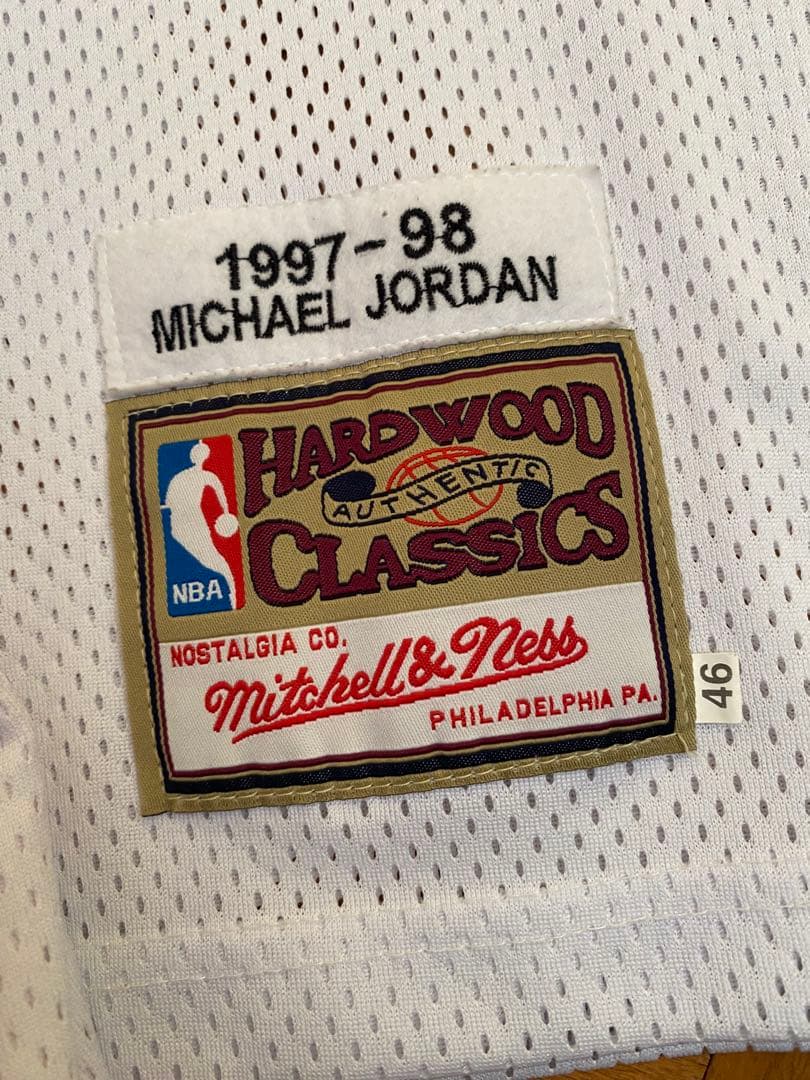 1997-98
MICHAEL JORDAN
HARDWOOD
AUTHENTIC
CLASSICS
NBA
NOSTALGIA CO.
Mitchell & Ness
PHILADELPHIA PA.
46